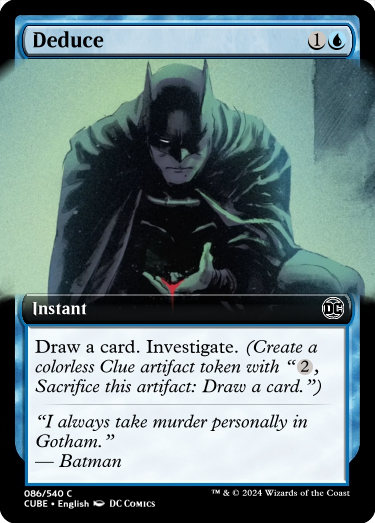 Deduce 1
DC
Instant
Draw a card. Investigate. (Create a
colorless Clue artifact token with “2,
Sacrifice this artifact: Draw a card.”)
“I always take murder personally in
Gotham.”
— Batman
086/540 C
™ & © 2024 Wizards of the Coast
CUBE • English DC COMICS